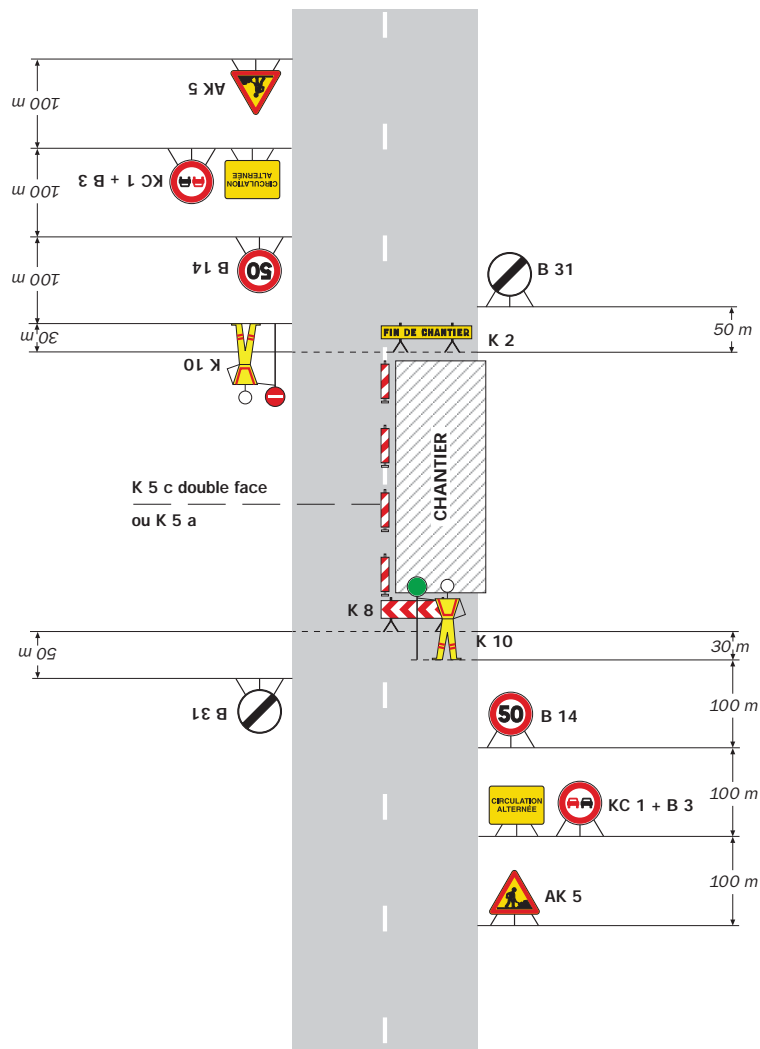 AK 5
100 m
KC 1 + B 3
CIRCULATION
ALTERNÉE
100 m
B 14
50
100 m
B 31
50 m
30 m
FIN DE CHANTIER
K 2
K 10
CHANTIER
K 5 c double face
ou K 5 a
K 8
K 10
30 m
50 m
B 31
50
B 14
100 m
CIRCULATION
ALTERNÉE
KC 1 + B 3
100 m
AK 5
100 m